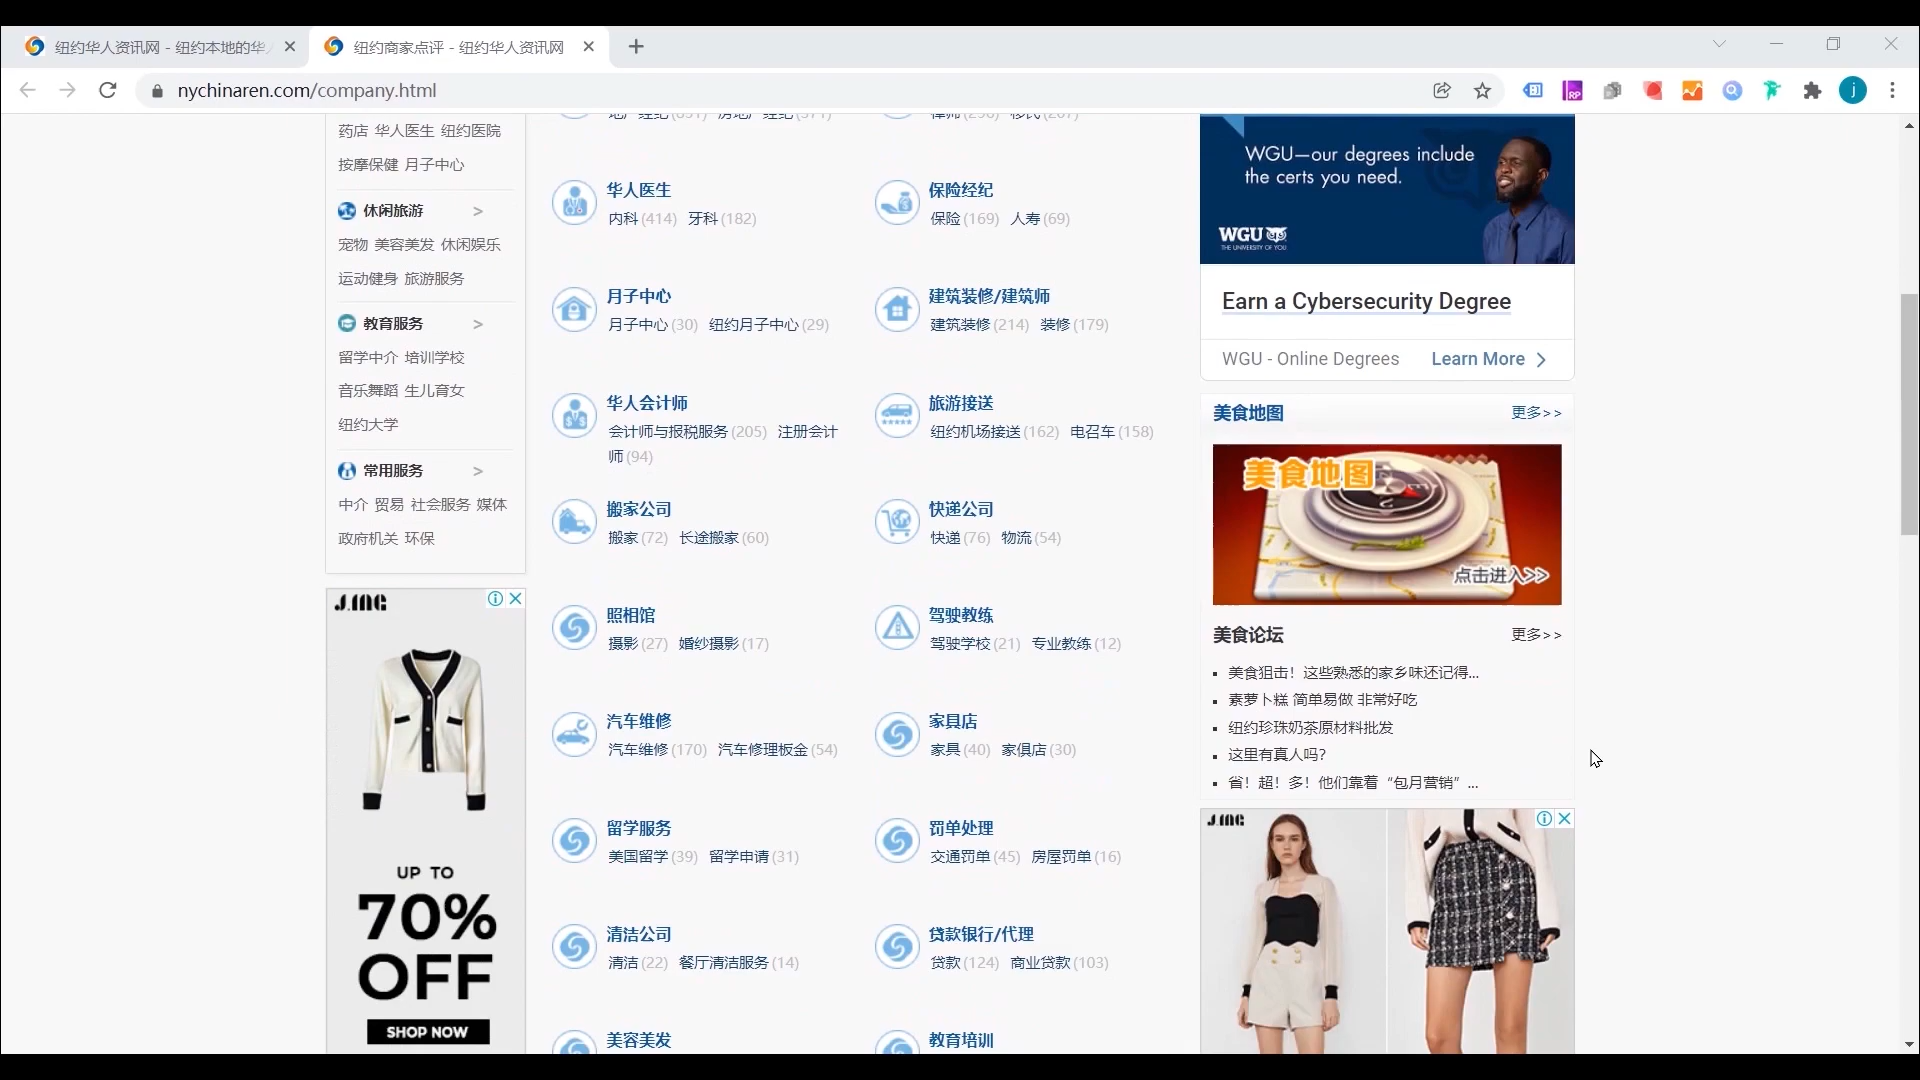 纽约华人资讯网 - 纽约本地的华
纽约商家点评 - 纽约华人资讯网
nychinaren.com/company.html
j
药店 华人医生 纽约医院
按摩保健 月子中心
休闲旅游 >
宠物 美容美发 休闲娱乐
运动健身 旅游服务
教育服务 >
留学中介 培训学校
音乐舞蹈 生儿育女
纽约大学
常用服务 >
中介 贸易 社会服务 媒体
政府机关 环保
J.ING
UP TO
70%
OFF
SHOP NOW
华人医生
内科 (414) 牙科 (182)
保险经纪
保险 (169) 人寿 (69)
月子中心
月子中心 (30) 纽约月子中心 (29)
建筑装修/建筑师
建筑装修 (214) 装修 (179)
华人会计师
会计师与报税服务 (205) 注册会计
师 (94)
旅游接送
纽约机场接送 (162) 电召车 (158)
搬家公司
搬家 (72) 长途搬家 (60)
快递公司
快递 (76) 物流 (54)
照相馆
摄影 (27) 婚纱摄影 (17)
驾驶教练
驾驶学校 (21) 专业教练 (12)
汽车维修
汽车维修 (170) 汽车修理板金 (54)
家具店
家具 (40) 家俱店 (30)
留学服务
美国留学 (39) 留学申请 (31)
罚单处理
交通罚单 (45) 房屋罚单 (16)
清洁公司
清洁 (22) 餐厅清洁服务 (14)
贷款银行/代理
贷款 (124) 商业贷款 (103)
美容美发
教育培训
WGU—our degrees include
the certs you need.
WGU
THE UNIVERSITY OF YOU
Earn a Cybersecurity Degree
WGU - Online Degrees
Learn More
美食地图
更多>>
美食地图
点击进入>>
美食论坛
更多>>
美食狙击！这些熟悉的家乡味还记得...
素萝卜糕 简单易做 非常好吃
纽约珍珠奶茶原材料批发
这里有真人吗?
省！超！多！他们靠着“包月营销”...
J.ING